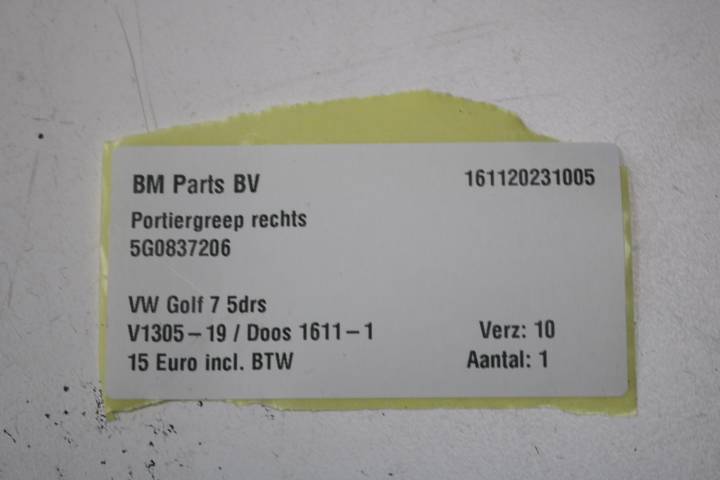 BM Parts BV 161120231005
Portiergreep rechts
5G0837206
VW Golf 7 5drs
V1305-19 / Doos 1611-1 Verz: 10
15 Euro incl. BTW Aantal: 1